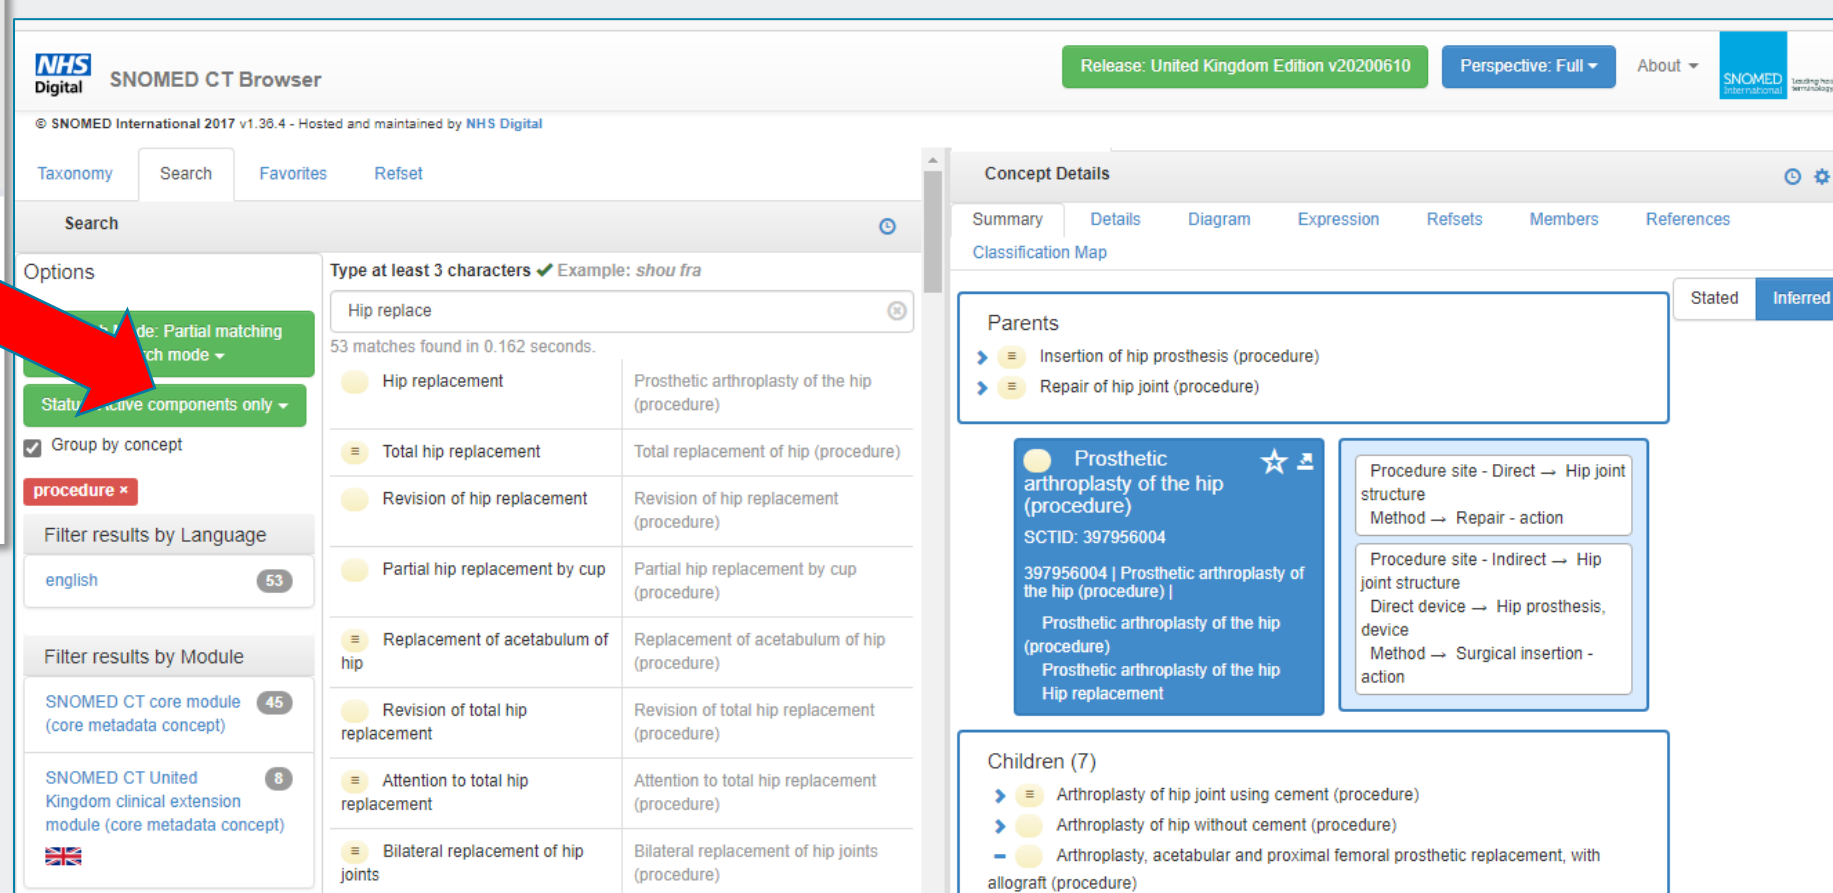 NHS
Digital
SNOMED CT Browser
Release: United Kingdom Edition v20200610
Perspective: Full
About
SNOMED
International
© SNOMED International 2017 v1.36.4 - Hosted and maintained by NHS Digital
Taxonomy Search Favorites Refset
Search
Options
Mode: Partial matching
mode
Active components only
Group by concept
procedure ×
Filter results by Language
english 53
Filter results by Module
SNOMED CT core module 45
(core metadata concept)
SNOMED CT United 8
Kingdom clinical extension
module (core metadata concept)
Type at least 3 characters ✔ Example: shou fra
Hip replace
53 matches found in 0.162 seconds.
Hip replacement
Prosthetic arthroplasty of the hip
(procedure)
Total hip replacement
Total replacement of hip (procedure)
Revision of hip replacement
Revision of hip replacement
(procedure)
Partial hip replacement by cup
Partial hip replacement by cup
(procedure)
Replacement of acetabulum of
hip
Replacement of acetabulum of hip
(procedure)
Revision of total hip
replacement
Revision of total hip replacement
(procedure)
Attention to total hip
replacement
Attention to total hip replacement
(procedure)
Bilateral replacement of hip
joints
Bilateral replacement of hip joints
(procedure)
Concept Details
Summary Details Diagram Expression Refsets Members References
Classification Map
Stated Inferred
Parents
Insertion of hip prosthesis (procedure)
Repair of hip joint (procedure)
Prosthetic
arthroplasty of the hip
(procedure)
SCTID: 397956004
397956004 | Prosthetic arthroplasty of
the hip (procedure) |
Prosthetic arthroplasty of the hip
(procedure)
Prosthetic arthroplasty of the hip
Hip replacement
Procedure site - Direct → Hip joint
structure
Method → Repair - action
Procedure site - Indirect → Hip
joint structure
Direct device → Hip prosthesis,
device
Method → Surgical insertion -
action
Children (7)
Arthroplasty of hip joint using cement (procedure)
Arthroplasty of hip without cement (procedure)
Arthroplasty, acetabular and proximal femoral prosthetic replacement, with
allograft (procedure)